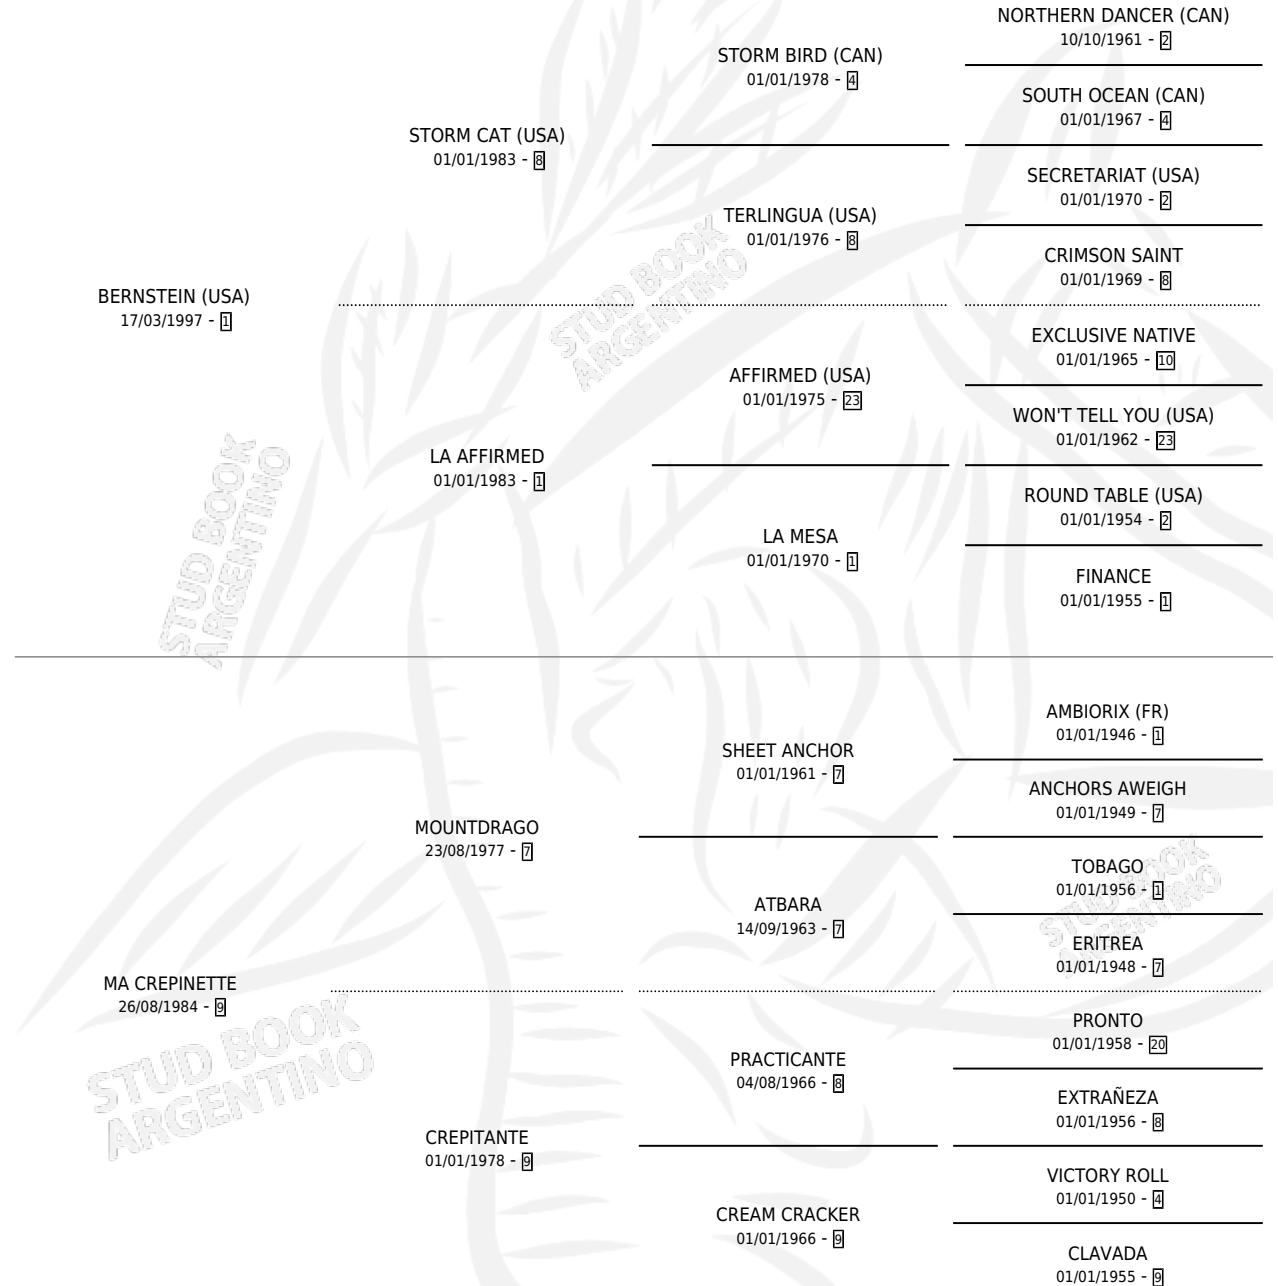 NORTHERN DANCER (CAN)
10/10/1961 - 2
STORM BIRD (CAN)
01/01/1978 - 4
SOUTH OCEAN (CAN)
01/01/1967 - 4
STORM CAT (USA)
01/01/1983 - 8
SECRETARIAT (USA)
01/01/1970 - 2
TERLINGUA (USA)
01/01/1976 - 8
CRIMSON SAINT
01/01/1969 - 8
BERNSTEIN (USA)
17/03/1997 - 1
EXCLUSIVE NATIVE
01/01/1965 - 10
AFFIRMED (USA)
01/01/1975 - 23
WON'T TELL YOU (USA)
01/01/1962 - 23
LA AFFIRMED
01/01/1983 - 1
ROUND TABLE (USA)
01/01/1954 - 2
LA MESA
01/01/1970 - 1
FINANCE
01/01/1955 - 1
AMBIORIX (FR)
01/01/1946 - 1
SHEET ANCHOR
01/01/1961 - 7
ANCHORS AWEIGH
01/01/1949 - 7
MOUNTDRAGO
23/08/1977 - 7
TOBAGO
01/01/1956 - 1
ATBARA
14/09/1963 - 7
ERITREA
01/01/1948 - 7
MA CREPINETTE
26/08/1984 - 9
PRONTO
01/01/1958 - 20
PRACTICANTE
04/08/1966 - 8
EXTRAÑEZA
01/01/1956 - 8
CREPITANTE
01/01/1978 - 9
VICTORY ROLL
01/01/1950 - 4
CREAM CRACKER
01/01/1966 - 9
CLAVADA
01/01/1955 - 9
STUD BOOK
ARGENTINO
STUD BOOK
ARGENTINO
STUD BOOK
ARGENTINO
STUD BOOK
ARGENTINO